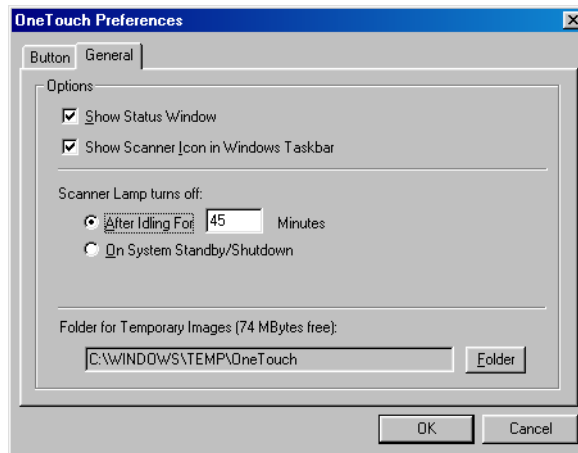 OneTouch Preferences
Button General
Options
Show Status Window
Show Scanner Icon in Windows Taskbar
Scanner Lamp turns off:
After Idling For 45 Minutes
On System Standby/Shutdown
Folder for Temporary Images (74 MBytes free):
C:\WINDOWS\TEMP\OneTouch Folder
OK Cancel